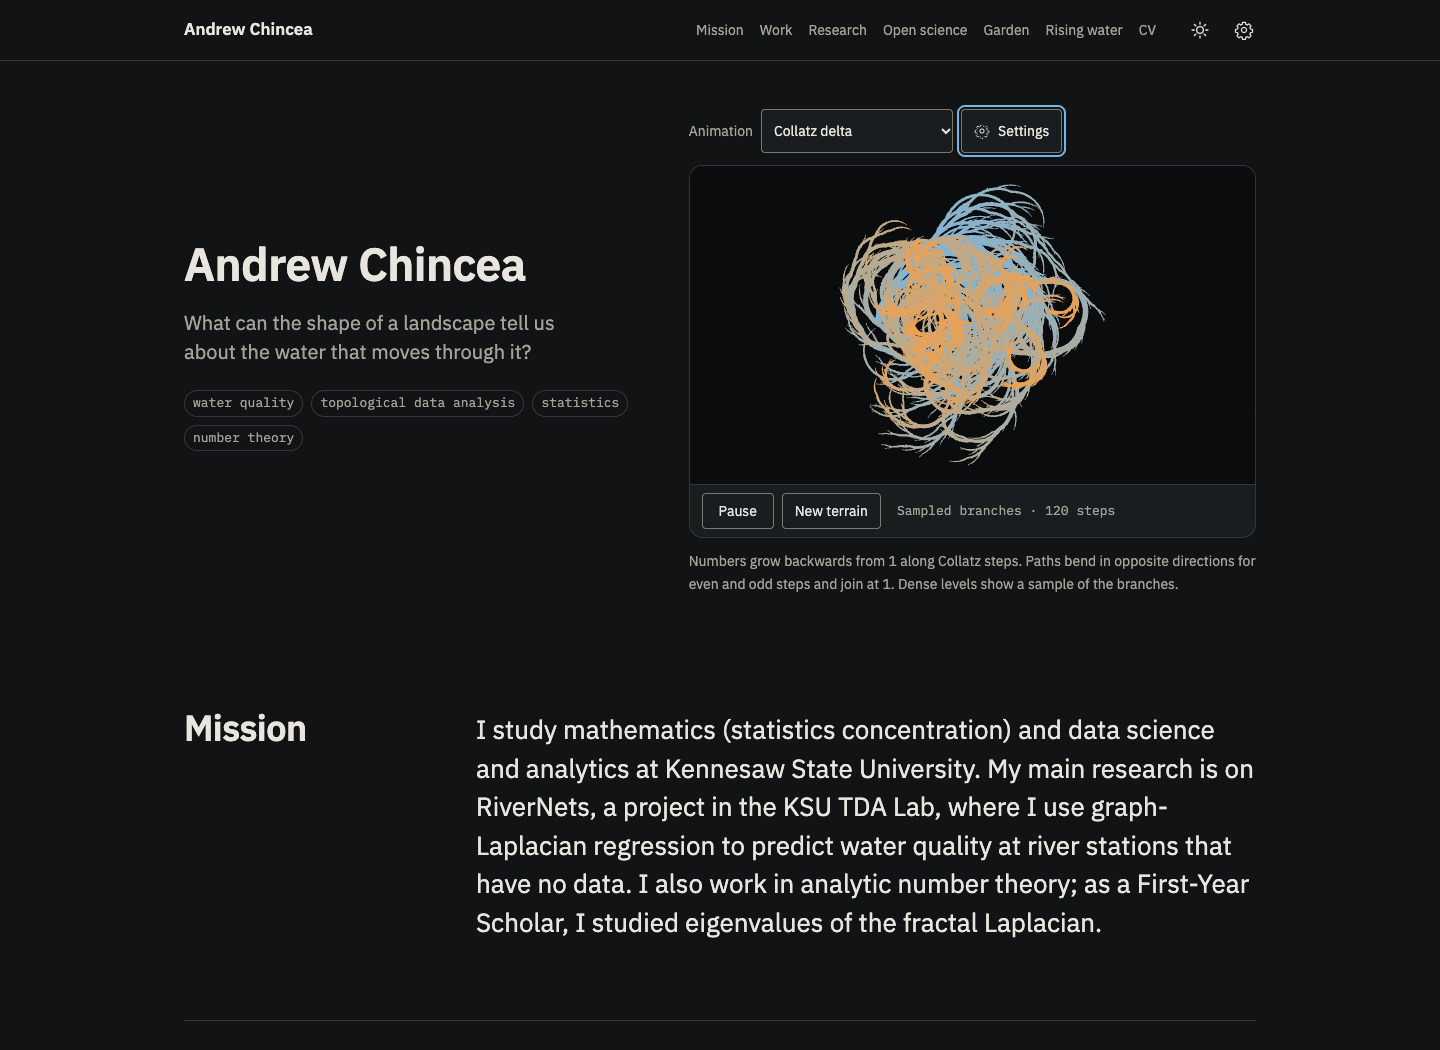 Andrew Chincea
Mission Work Research Open science Garden Rising water CV
Animation Collatz delta Settings
Andrew Chincea
What can the shape of a landscape tell us
about the water that moves through it?
water quality topological data analysis statistics
number theory
Pause New terrain Sampled branches · 120 steps
Numbers grow backwards from 1 along Collatz steps. Paths bend in opposite directions for
even and odd steps and join at 1. Dense levels show a sample of the branches.
Mission
I study mathematics (statistics concentration) and data science
and analytics at Kennesaw State University. My main research is on
RiverNets, a project in the KSU TDA Lab, where I use graph-
Laplacian regression to predict water quality at river stations that
have no data. I also work in analytic number theory; as a First-Year
Scholar, I studied eigenvalues of the fractal Laplacian.